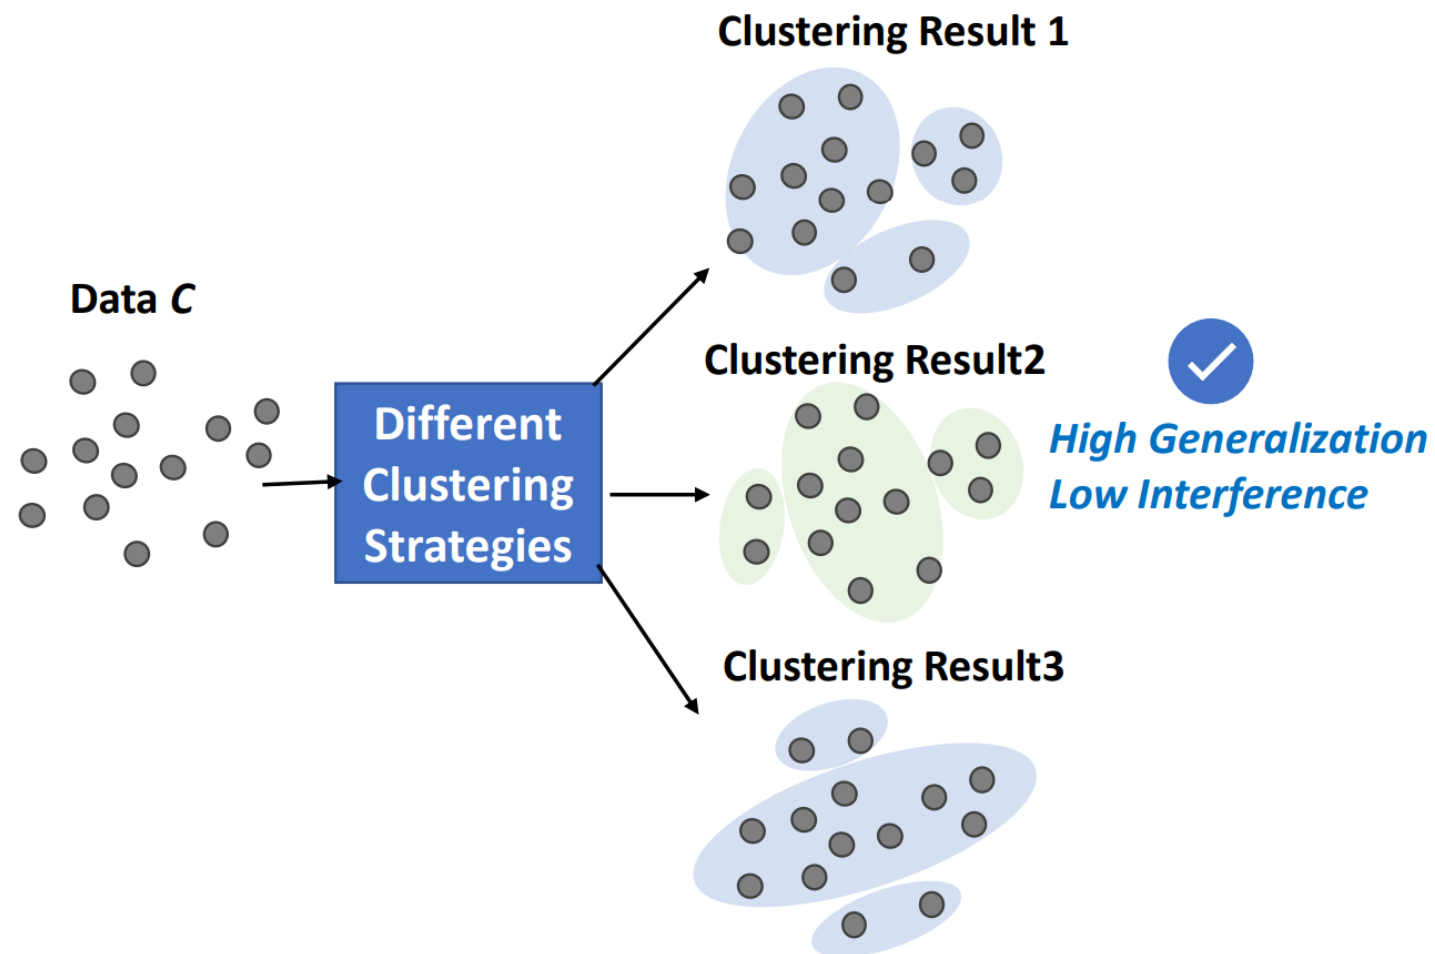 Clustering Result 1
Data C
Different
Clustering
Strategies
Clustering Result2
High Generalization
Low Interference
Clustering Result3